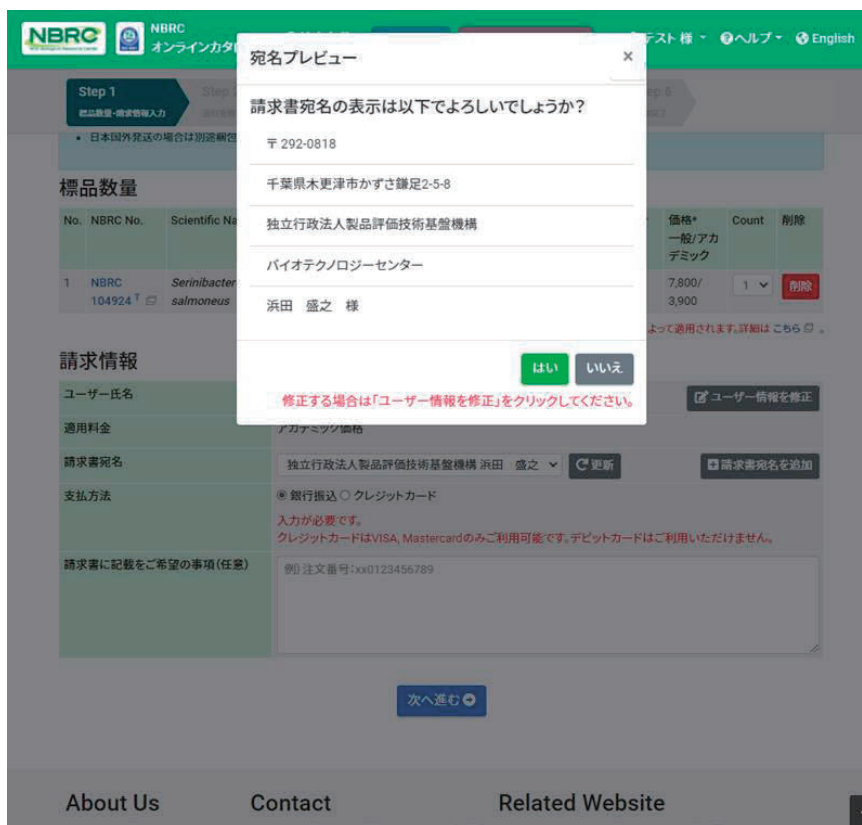 NBRC
NBRC
オンラインカタロ
テスト 様
ヘルプ
English
宛名プレビュー
×
請求書宛名の表示は以下でよろしいでしょうか?
〒292-0818
千葉県木更津市かずさ鎌足2-5-8
独立行政法人製品評価技術基盤機構
バイオテクノロジーセンター
浜田 盛之 様
はい
いいえ
修正する場合は「ユーザー情報を修正」をクリックしてください。
Step 1
標品数量・請求情報入力
Step
・ 日本国外発送の場合は別途梱包
標品数量
No. NBRC No. Scientific Na 価格* Count 削除
一般/アカ
デミック
1 NBRC Serinibacter 7,800/ 1 削除
104924 T salmoneus 3,900
よって適用されます。詳細は こちら 。
請求情報
ユーザー氏名 ユーザー情報を修正
適用料金 アカデミック価格
請求書宛名 独立行政法人製品評価技術基盤機構 浜田 盛之 更新 請求書宛名を追加
支払方法 銀行振込 クレジットカード
入力が必要です。
クレジットカードはVISA, Mastercardのみご利用可能です。デビットカードはご利用いただけません。
請求書に記載をご希望の事項(任意) 例) 注文番号:xx0123456789
次へ進む
About Us Contact Related Website